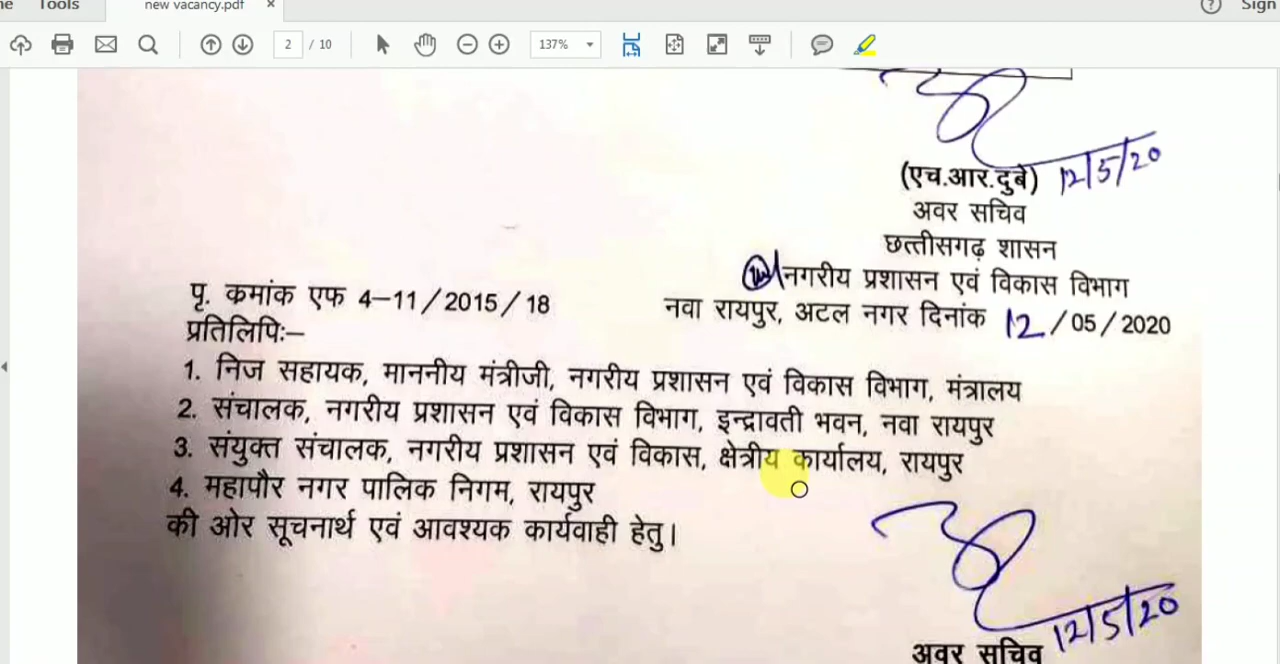 Tools
new vacancy.pdf ×
? Sign
2 / 10
137%
12/5/20
(एच.आर.दुबे)
अवर सचिव
छत्तीसगढ़ शासन
नगरीय प्रशासन एवं विकास विभाग
पृ. कमांक एफ 4–11/2015/18
नवा रायपुर, अटल नगर दिनांक 12/05/2020
प्रतिलिपिः–
1. निज सहायक, माननीय मंत्रीजी, नगरीय प्रशासन एवं विकास विभाग, मंत्रालय
2. संचालक, नगरीय प्रशासन एवं विकास विभाग, इन्द्रावती भवन, नवा रायपुर
3. संयुक्त संचालक, नगरीय प्रशासन एवं विकास, क्षेत्रीय कार्यालय, रायपुर
4. महापौर नगर पालिक निगम, रायपुर
की ओर सूचनार्थ एवं आवश्यक कार्यवाही हेतु।
12/5/20
अवर सचिव